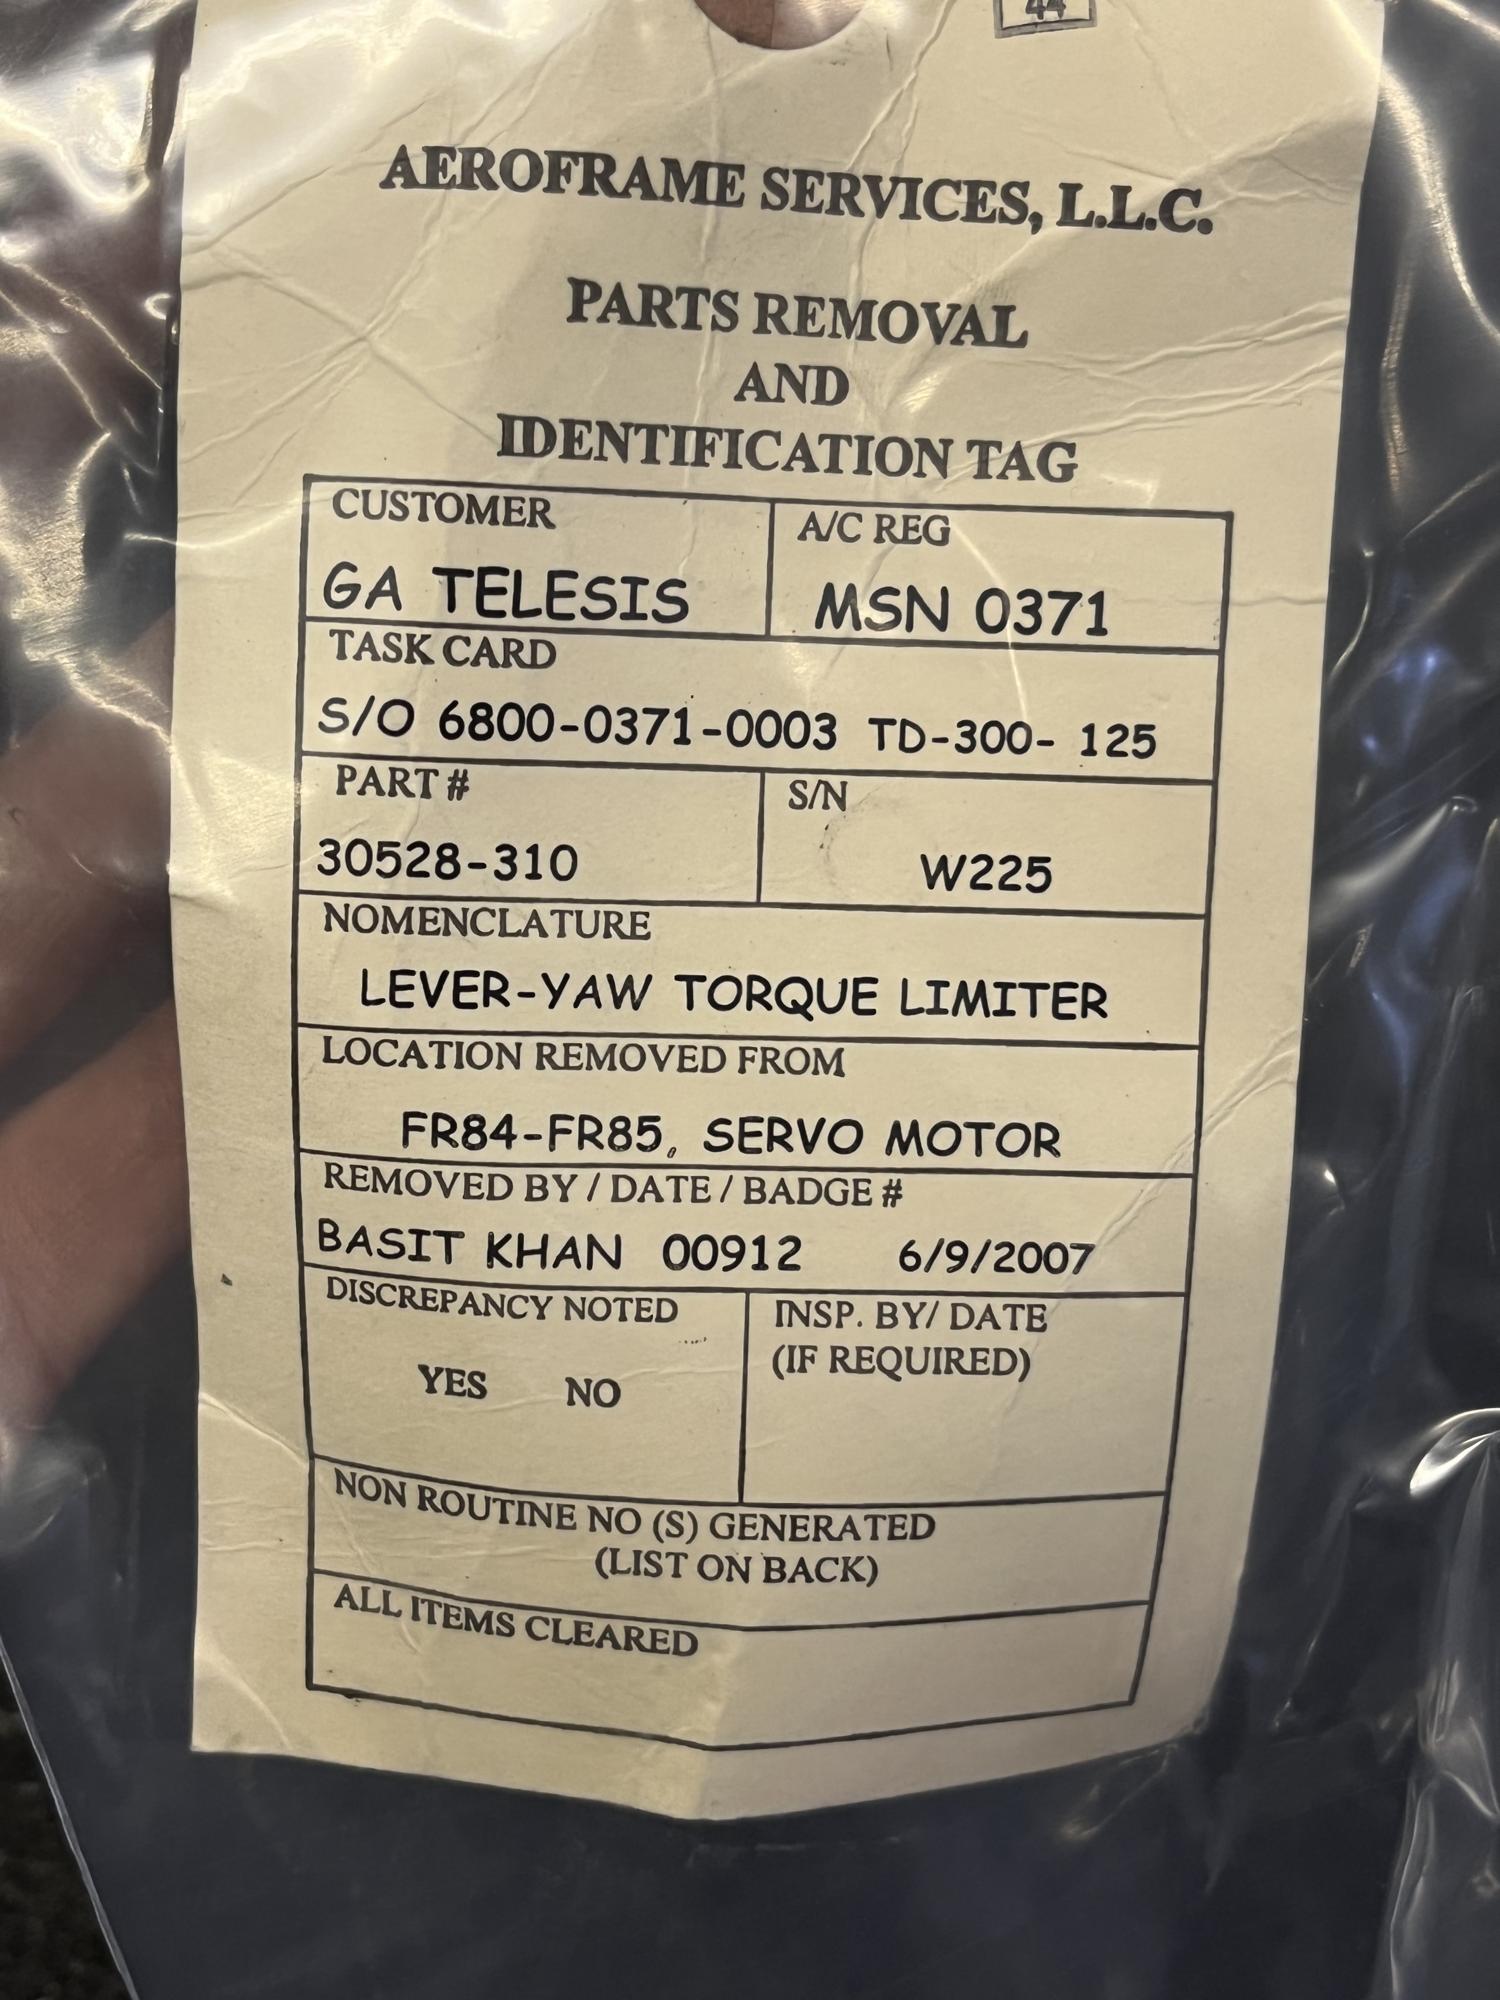 44
AEROFRAME SERVICES, L.L.C.
PARTS REMOVAL
AND
IDENTIFICATION TAG
CUSTOMER
GA TELESIS
A/C REG
MSN 0371
TASK CARD
S/O 6800-0371-0003 TD-300- 125
PART #
30528-310
S/N
W225
NOMENCLATURE
LEVER-YAW TORQUE LIMITER
LOCATION REMOVED FROM
FR84-FR85, SERVO MOTOR
REMOVED BY / DATE / BADGE #
BASIT KHAN 00912 6/9/2007
DISCREPANCY NOTED
YES NO
INSP. BY/ DATE
(IF REQUIRED)
NON ROUTINE NO (S) GENERATED
(LIST ON BACK)
ALL ITEMS CLEARED